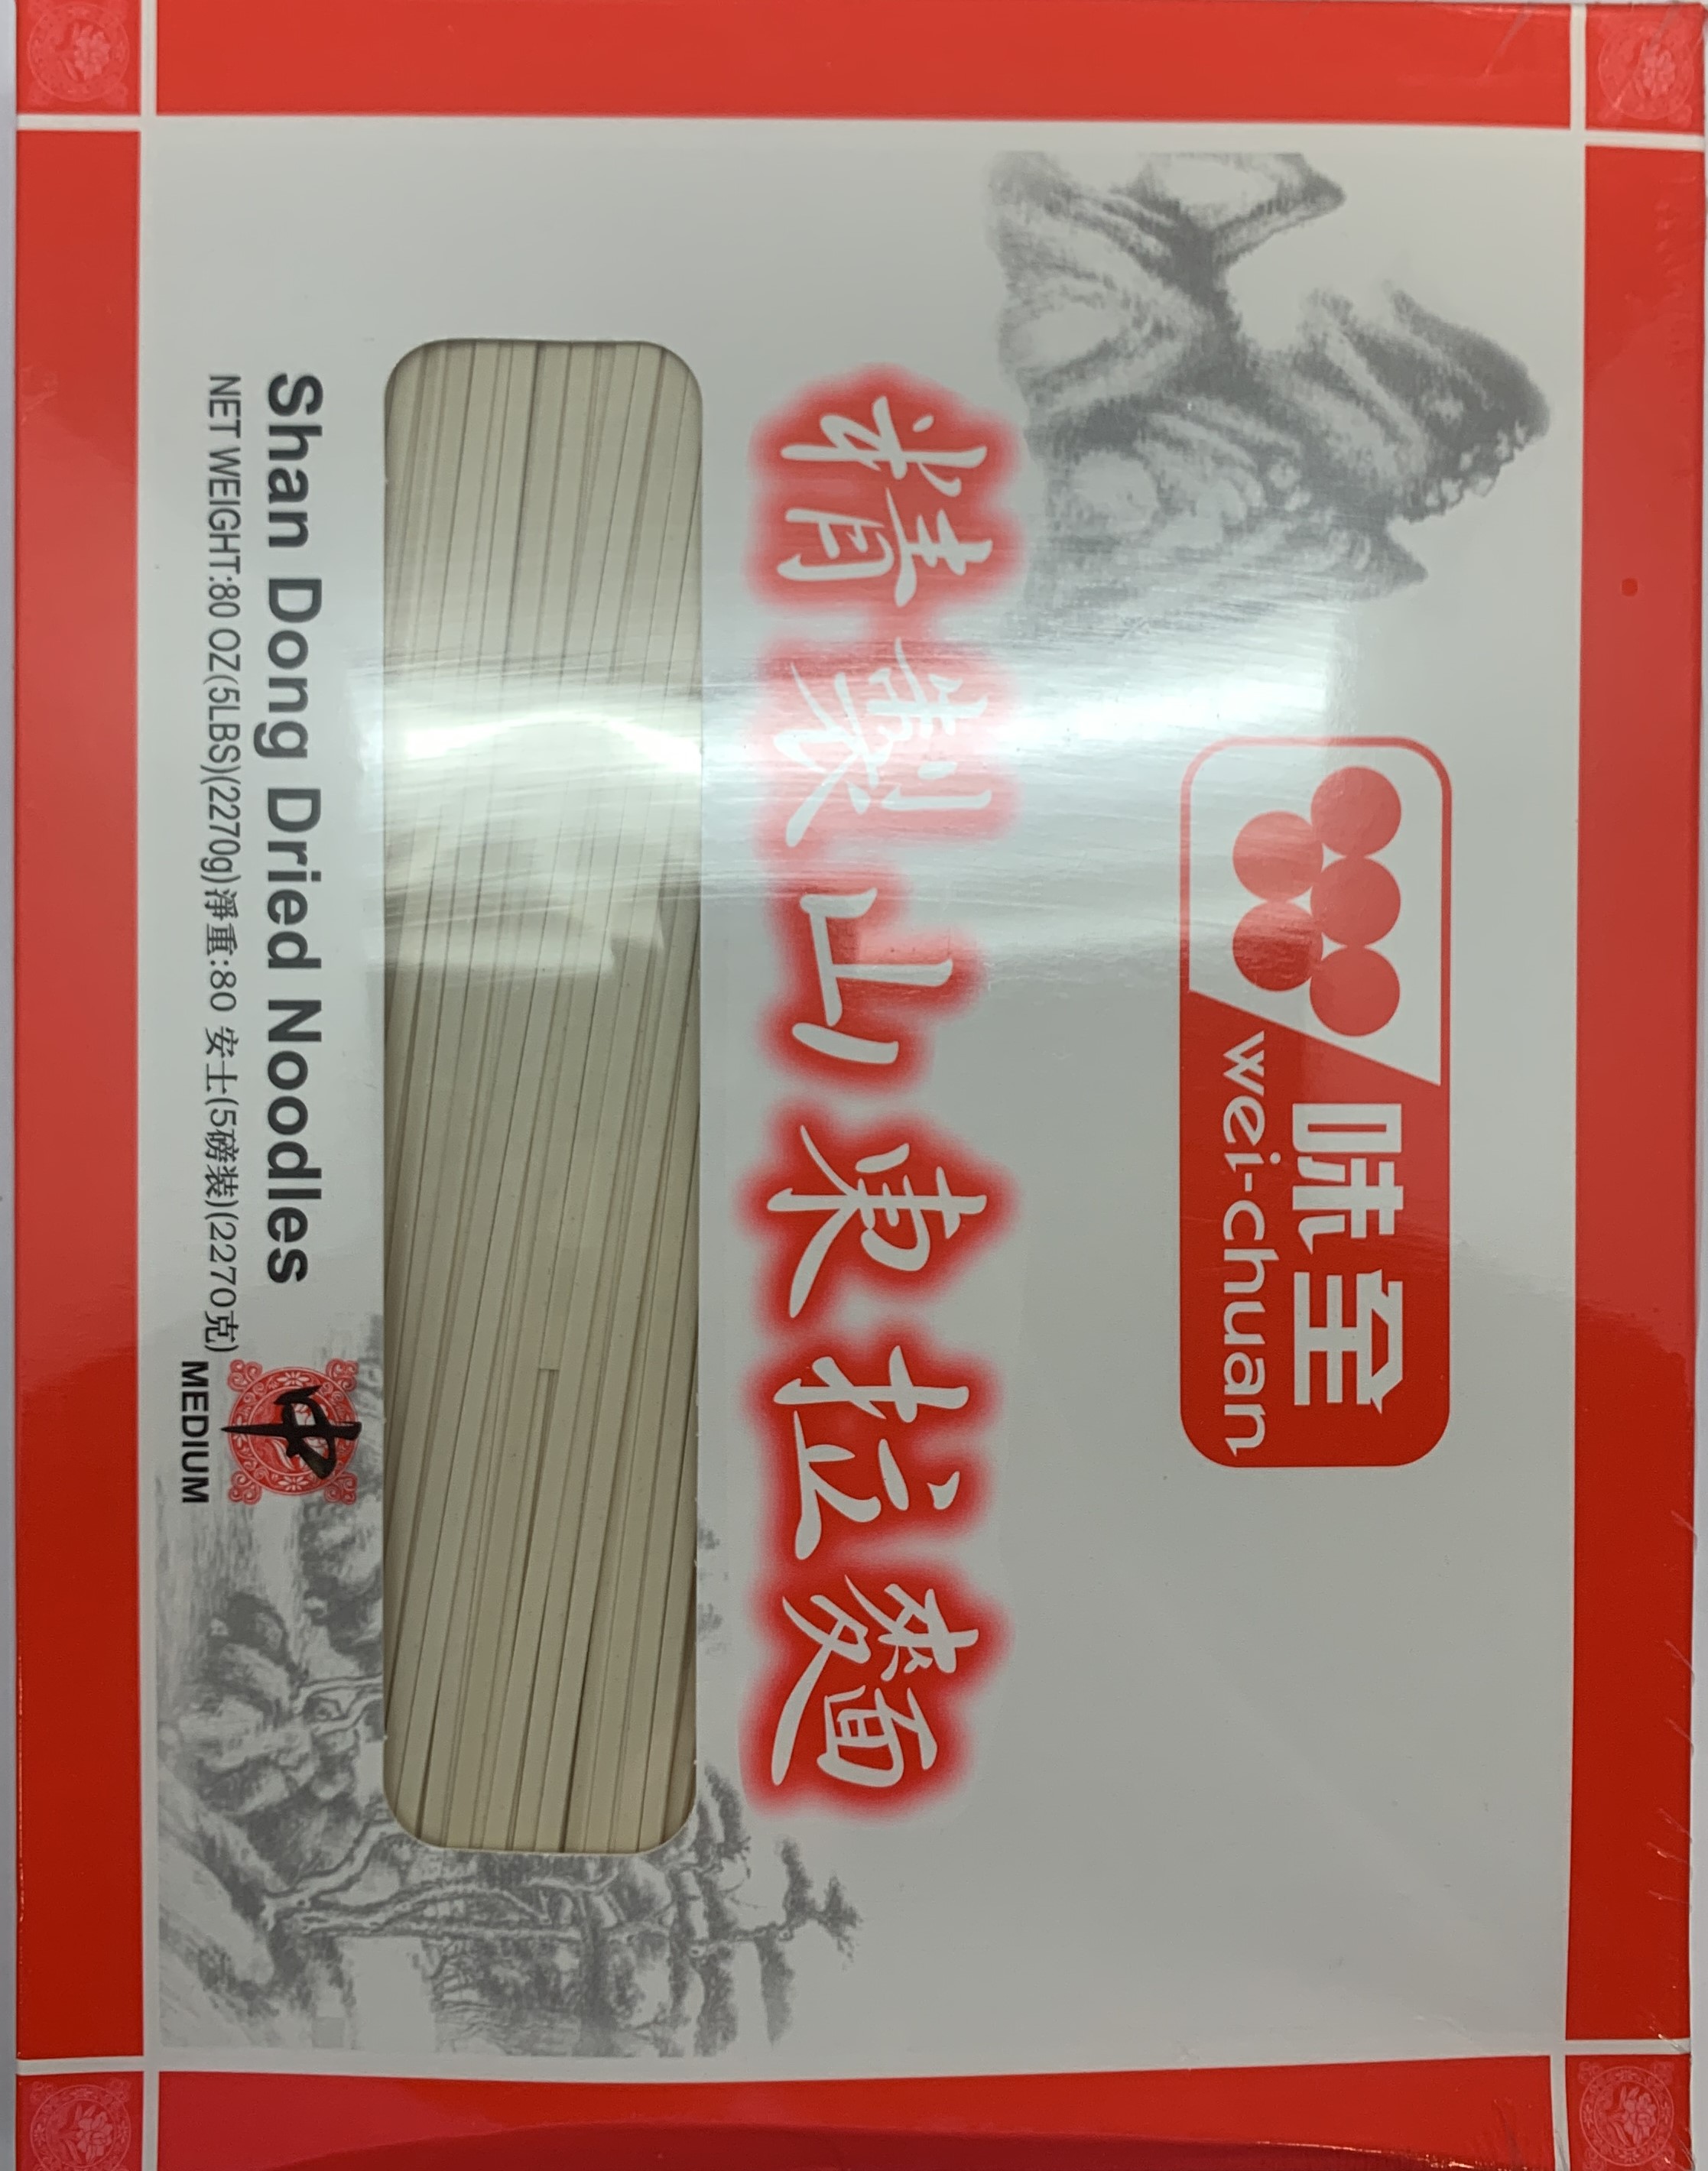 味全
wei-chuan
精製山東拉麵
Shan Dong Dried Noodles
NET WEIGHT:80 OZ(5LBS)(2270g)淨重:80 安士(5磅装)(2270克)
中
MEDIUM